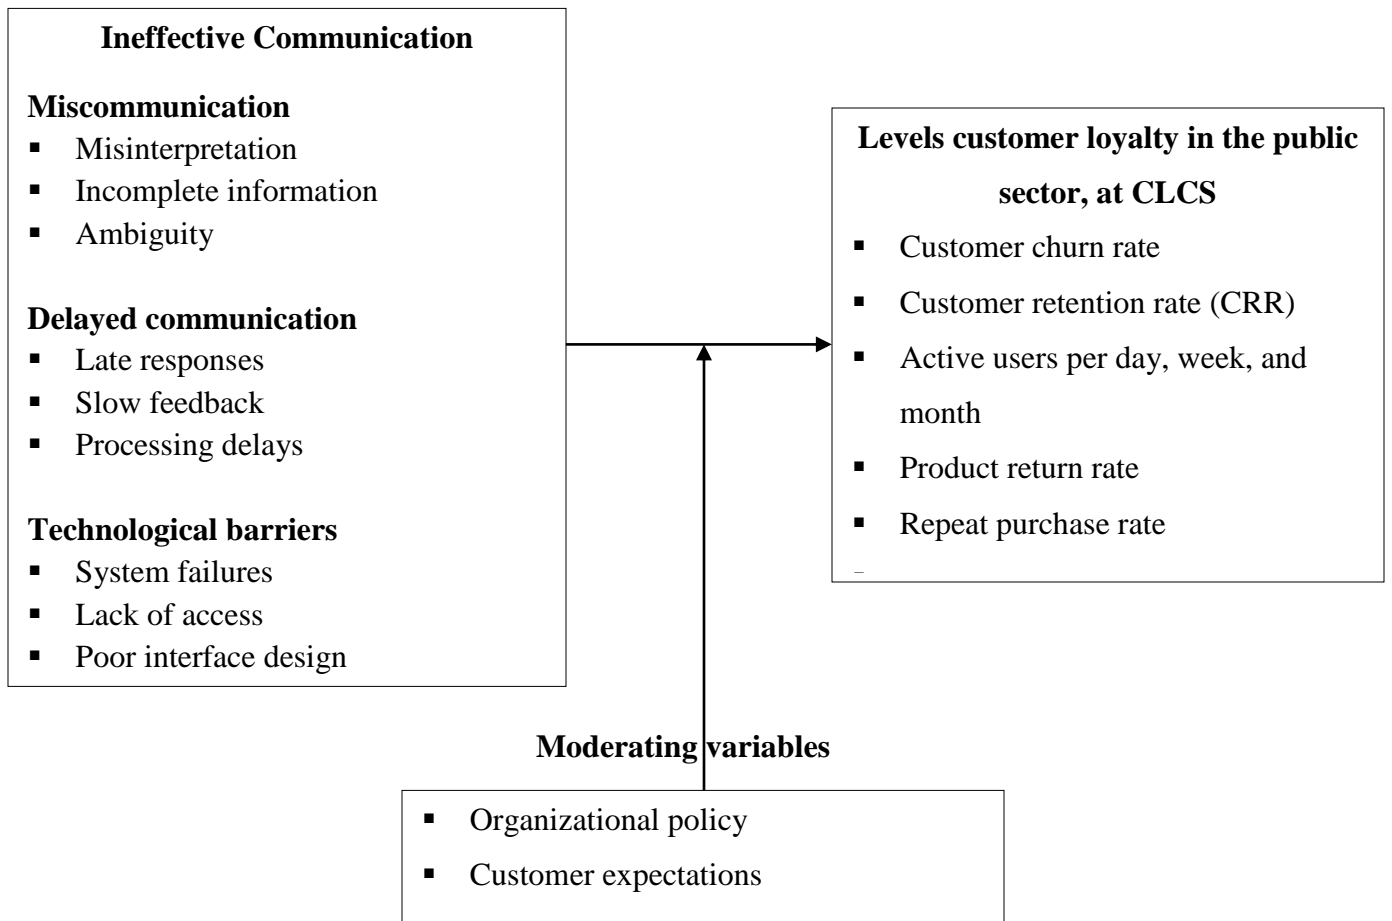 Ineffective Communication
Miscommunication
▪ Misinterpretation
▪ Incomplete information
▪ Ambiguity
Delayed communication
▪ Late responses
▪ Slow feedback
▪ Processing delays
Technological barriers
▪ System failures
▪ Lack of access
▪ Poor interface design
Levels customer loyalty in the public
sector, at CLCS
▪ Customer churn rate
▪ Customer retention rate (CRR)
▪ Active users per day, week, and
month
▪ Product return rate
▪ Repeat purchase rate
Moderating variables
▪ Organizational policy
▪ Customer expectations